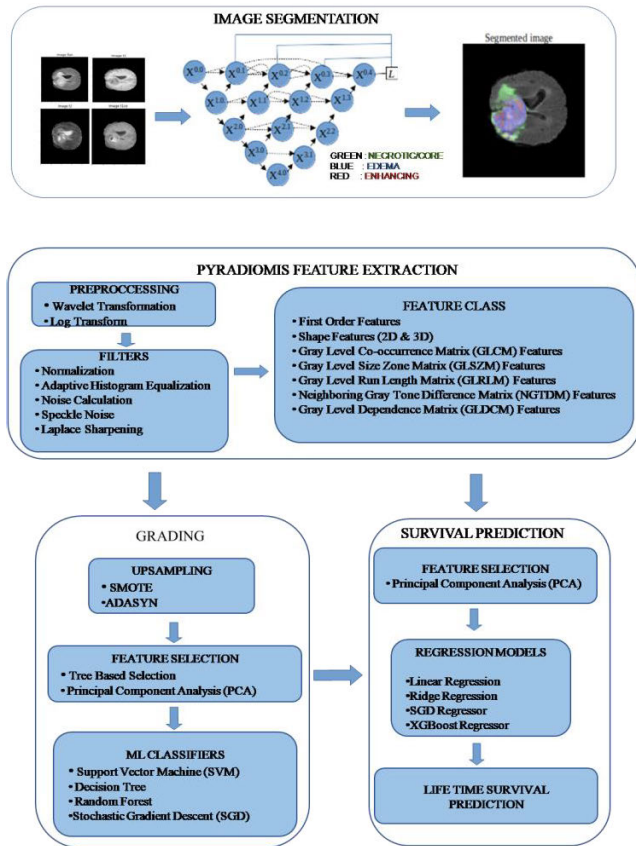 IMAGE SEGMENTATION
X0,0
X0,1
X0,2
X0,3
X0,4
L
X1,0
X1,1
X1,2
X1,3
X2,0
X2,1
X2,2
X3,0
X3,1
X4,0
GREEN : NECROTIC/CORE
BLUE : EDEMA
RED : ENHANCING
Segmented image
PYRADIOMIS FEATURE EXTRACTION
PREPROCCESSING
• Wavelet Transformation
• Log Transform
FILTERS
• Normalization
• Adaptive Histogram Equalization
• Noise Calculation
• Speckle Noise
• Laplace Sharpening
FEATURE CLASS
• First Order Features
• Shape Features (2D & 3D)
• Gray Level Co-occurrence Matrix (GLCM) Features
• Gray Level Size Zone Matrix (GLSZM) Features
• Gray Level Run Length Matrix (GLRLM) Features
• Neighboring Gray Tone Difference Matrix (NGTDM) Features
• Gray Level Dependence Matrix (GLDCM) Features
GRADING
UPSAMPLING
• SMOTE
• ADASYN
FEATURE SELECTION
• Tree Based Selection
• Principal Component Analysis (PCA)
ML CLASSIFIERS
• Support Vector Machine (SVM)
• Decision Tree
• Random Forest
• Stochastic Gradient Descent (SGD)
SURVIVAL PREDICTION
FEATURE SELECTION
• Principal Component Analysis (PCA)
REGRESSION MODELS
• Linear Regression
• Ridge Regression
• SGD Regressor
• XGBoost Regressor
LIFE TIME SURVIVAL
PREDICTION